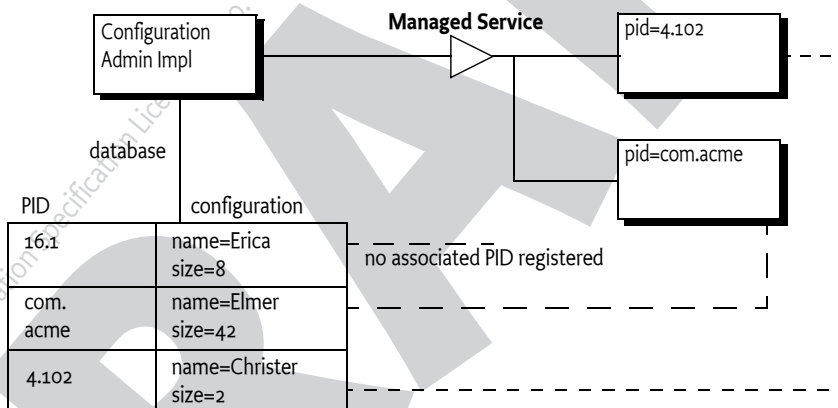 Configuration
Admin Impl
Managed Service
pid=4.102
pid=com.acme
database
PID
configuration
16.1
name=Erica
size=8
no associated PID registered
com.
acme
name=Elmer
size=42
4.102
name=Christer
size=2